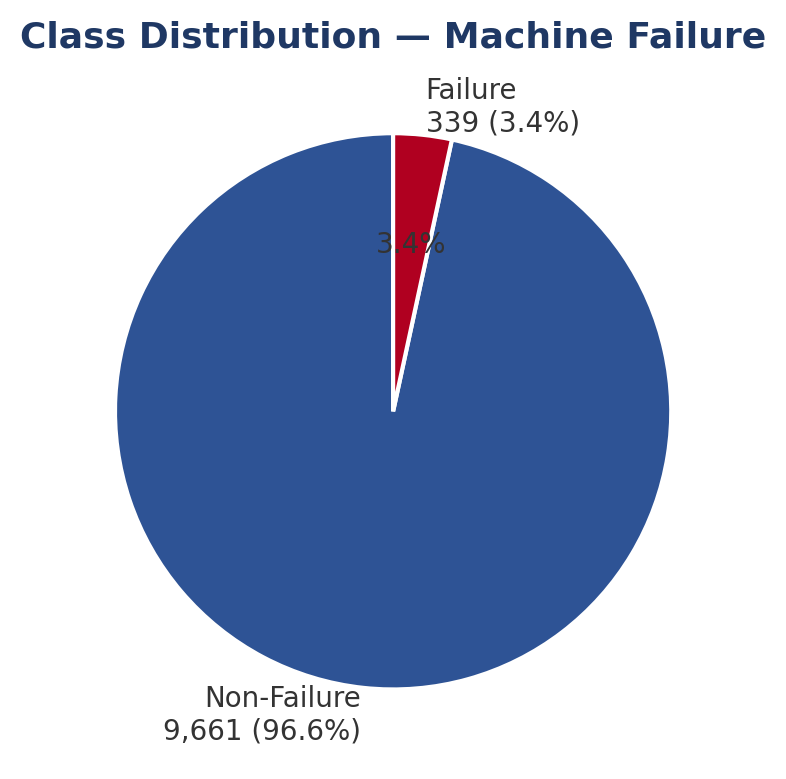 Class Distribution — Machine Failure
Failure
339 (3.4%)
3.4%
Non-Failure
9,661 (96.6%)